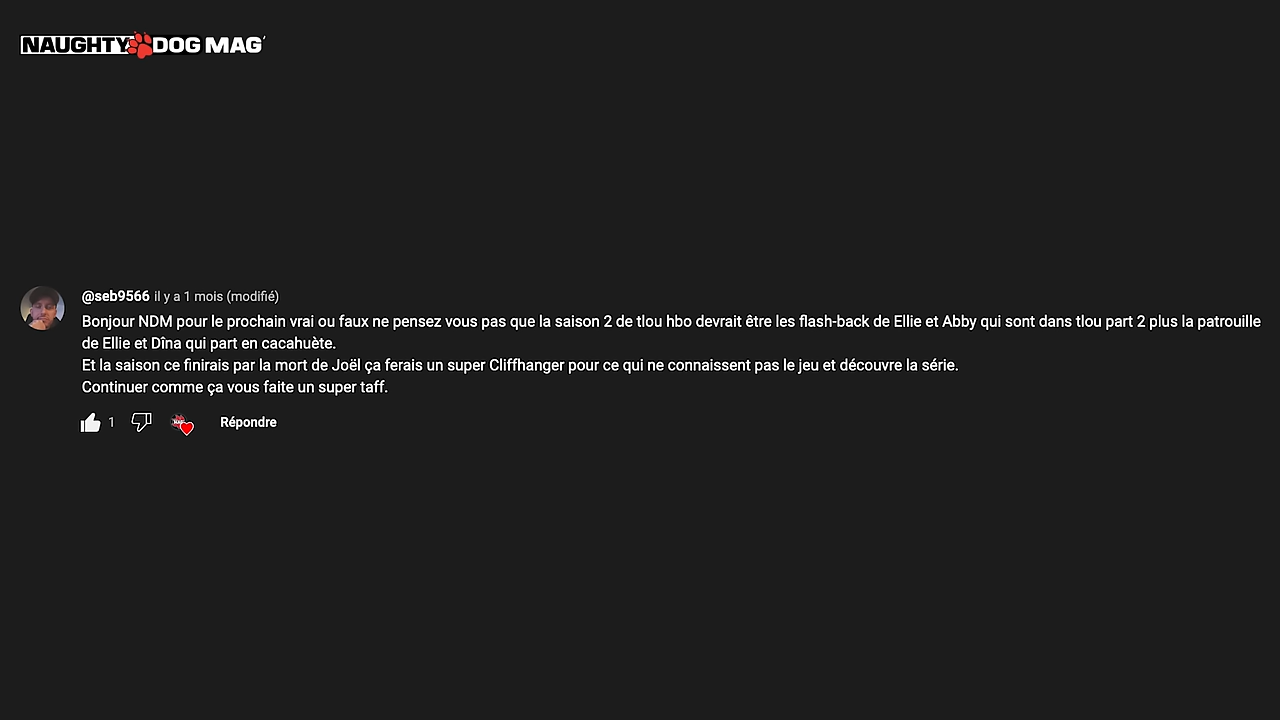 NAUGHTY DOG MAG'
@seb9566 il y a 1 mois (modifié)
Bonjour NDM pour le prochain vrai ou faux ne pensez vous pas que la saison 2 de tlou hbo devrait être les flash-back de Ellie et Abby qui sont dans tlou part 2 plus la patrouille
de Ellie et Dîna qui part en cacahuète.
Et la saison ce finirais par la mort de Joël ça ferais un super Cliffhanger pour ce qui ne connaissent pas le jeu et découvre la série.
Continuer comme ça vous faite un super taff.
1 Répondre